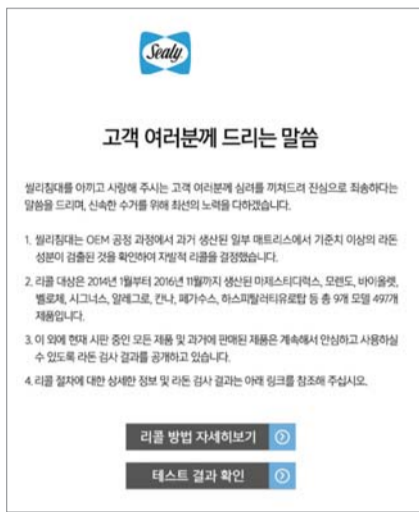 Sealy
고객 여러분께 드리는 말씀
씰리침대를 아끼고 사랑해 주시는 고객 여러분께 심려를 끼쳐드려 진심으로 죄송하다는
말씀을 드리며, 신속한 수거를 위해 최선의 노력을 다하겠습니다.
1. 씰리침대는 OEM 공정 과정에서 과거 생산된 일부 매트리스에서 기준치 이상의 라돈
성분이 검출된 것을 확인하여 자발적 리콜을 결정했습니다.
2. 리콜 대상은 2014년 1월부터 2016년 11월까지 생산된 마제스티디럭스, 모렌도, 바이올렛,
벨로체, 시그너스, 알레그로, 칸나, 페가수스, 하스피탈러티유로탑 등 총 9개 모델 497개
제품입니다.
3. 이 외에 현재 시판 중인 모든 제품 및 과거에 판매된 제품은 계속해서 안심하고 사용하실
수 있도록 라돈 검사 결과를 공개하고 있습니다.
4. 리콜 절차에 대한 상세한 정보 및 라돈 검사 결과는 아래 링크를 참조해 주십시오.
리콜 방법 자세히보기
테스트 결과 확인